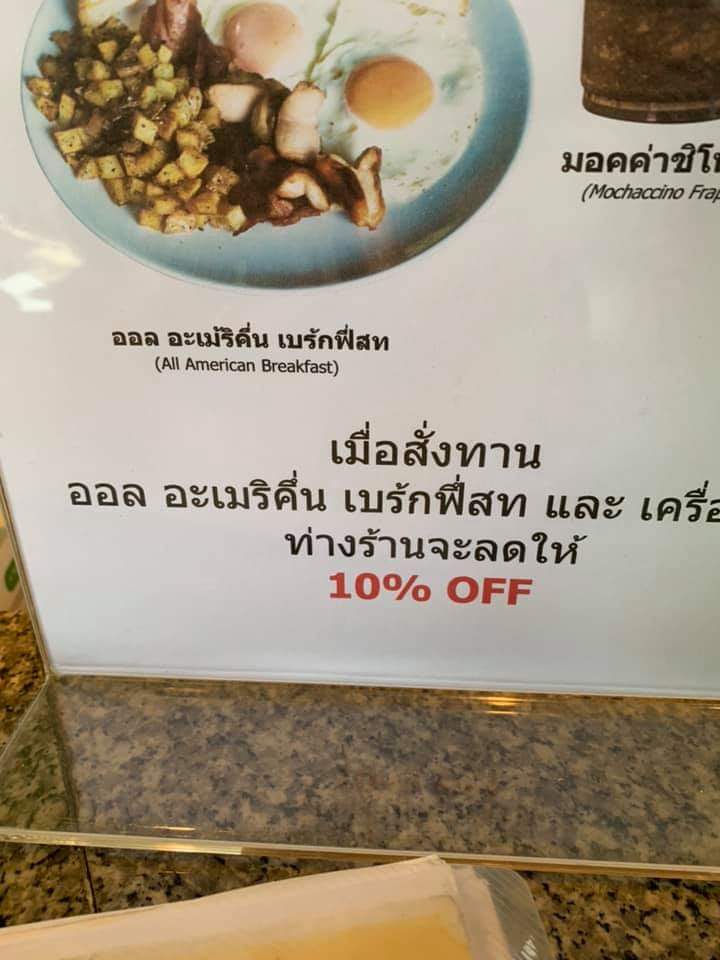 มอคค่าชิโ
(Mochaccino Frap
ออล อะเม้ริคื่น เบรักฟี่สท
(All American Breakfast)
เมื่อสั่งทาน
ออล อะเมริคื่น เบรักฟี่สท และ เครื่อ
ท่างร้านจะลดให้
10% OFF